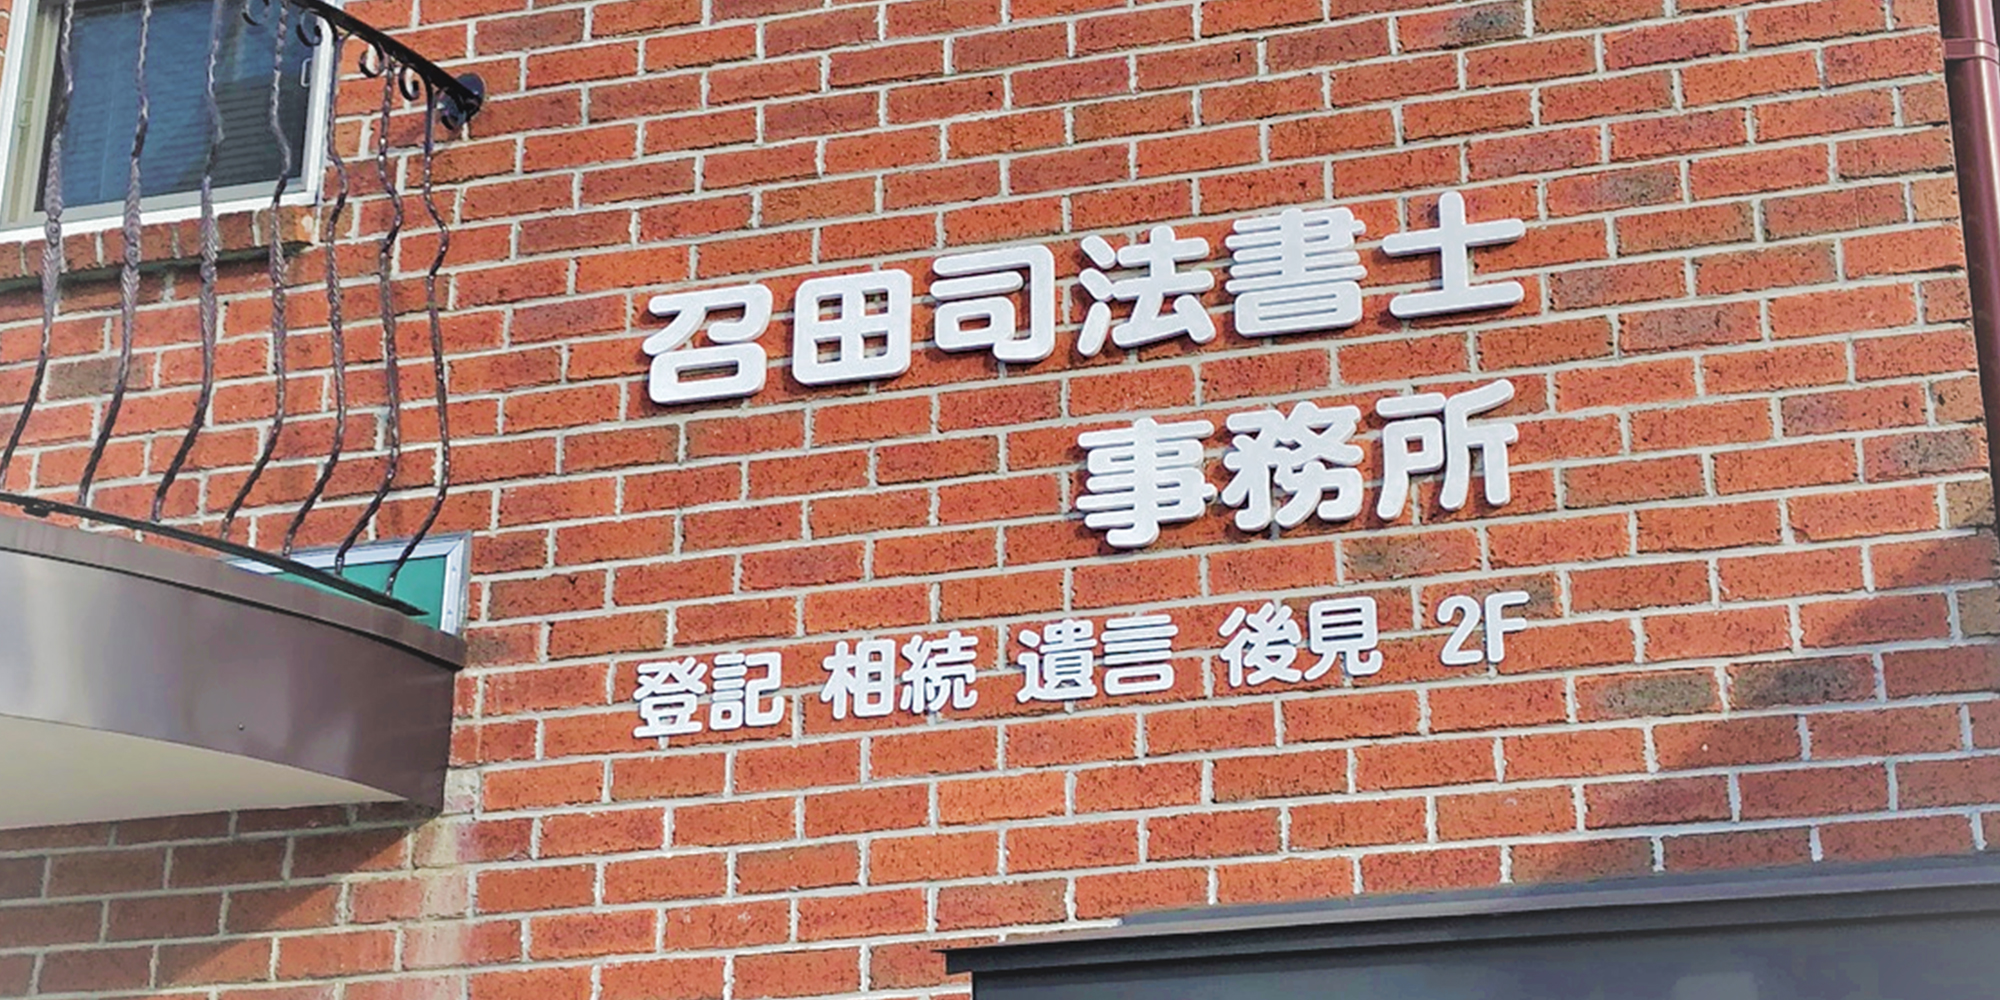 召田司法書士
事務所
登記 相続 遺言 後見 2F